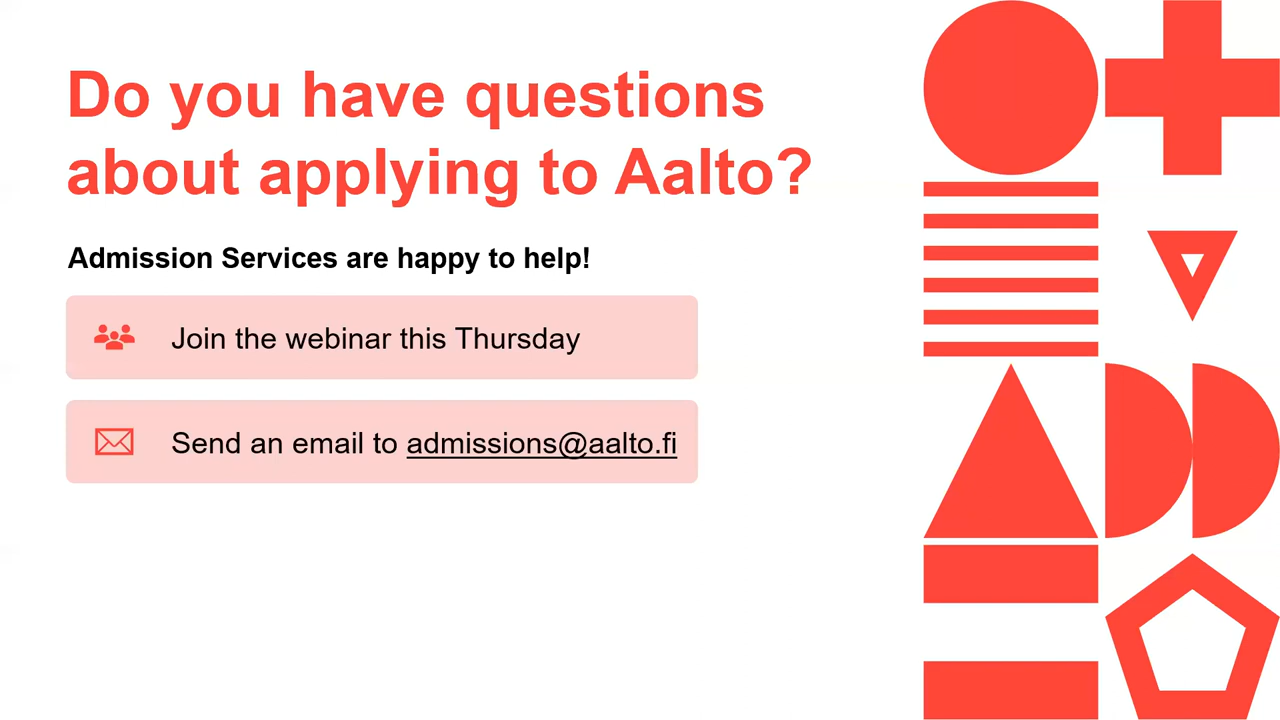 Do you have questions
about applying to Aalto?
Admission Services are happy to help!
Join the webinar this Thursday
Send an email to admissions@aalto.fi